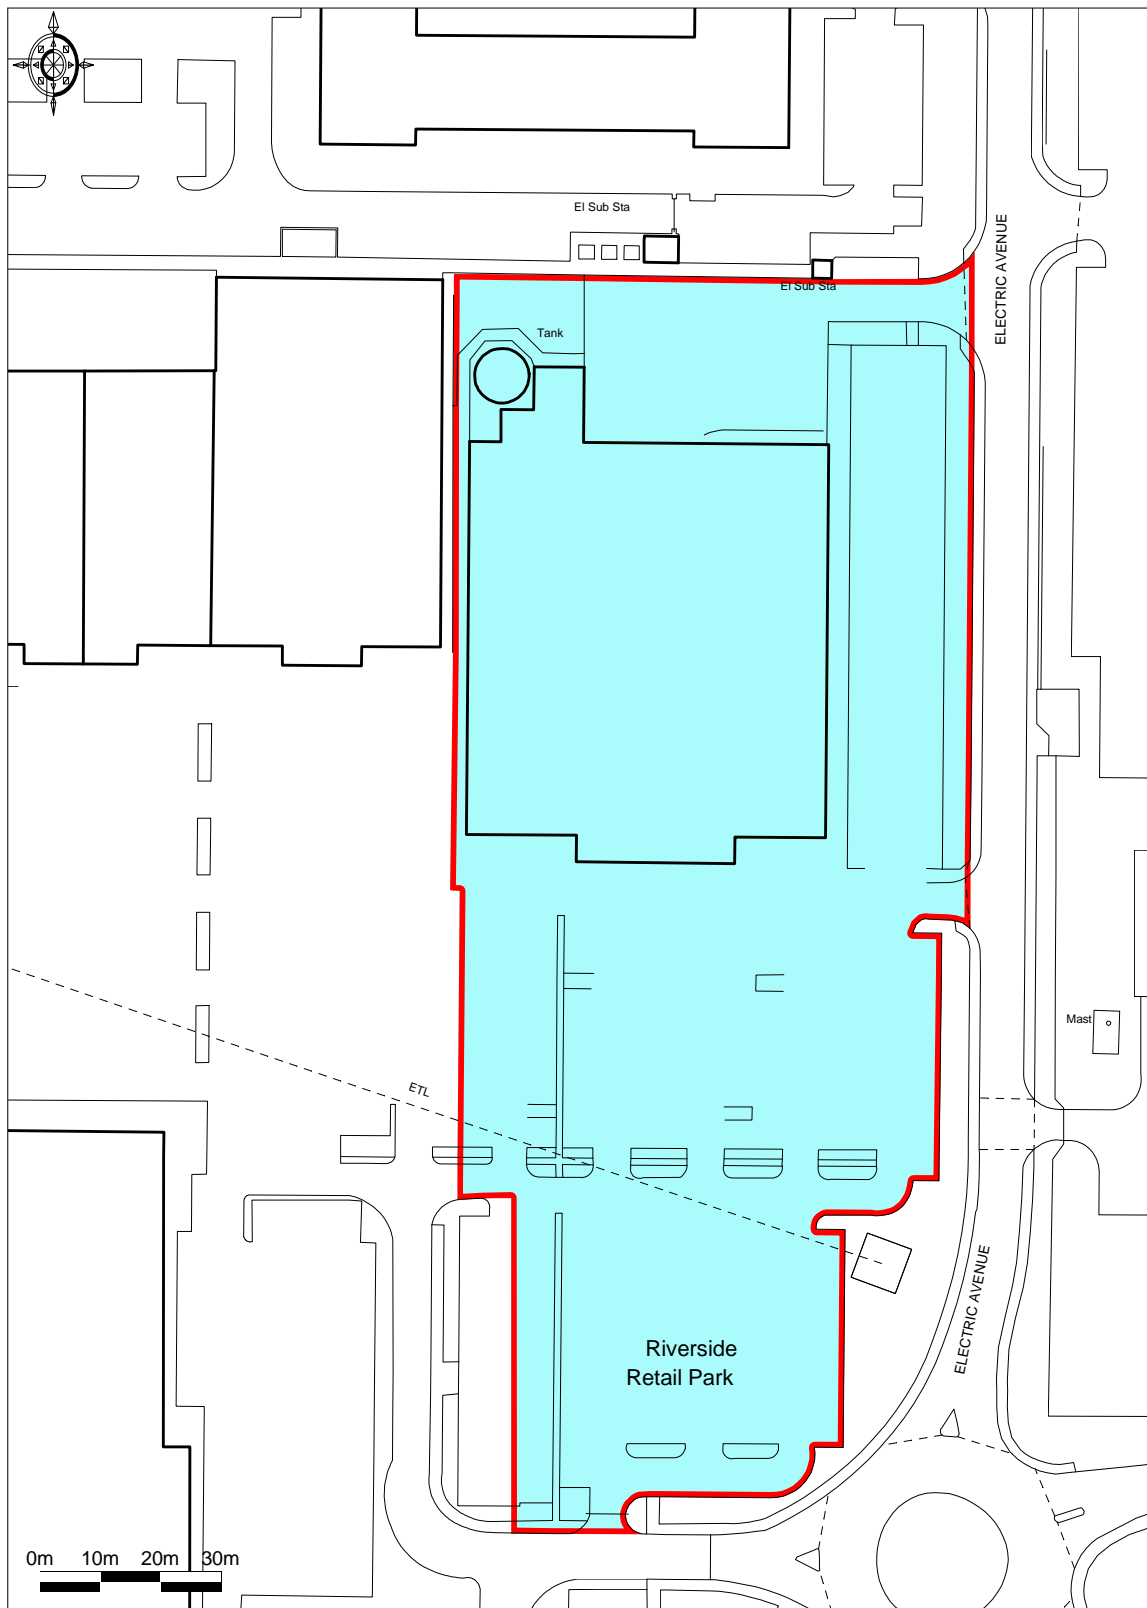 El Sub Sta
ELECTRIC AVENUE
El Sub Sta
Tank
Mast
ETL
ELECTRIC AVENUE
Riverside
Retail Park
0m 10m 20m 30m